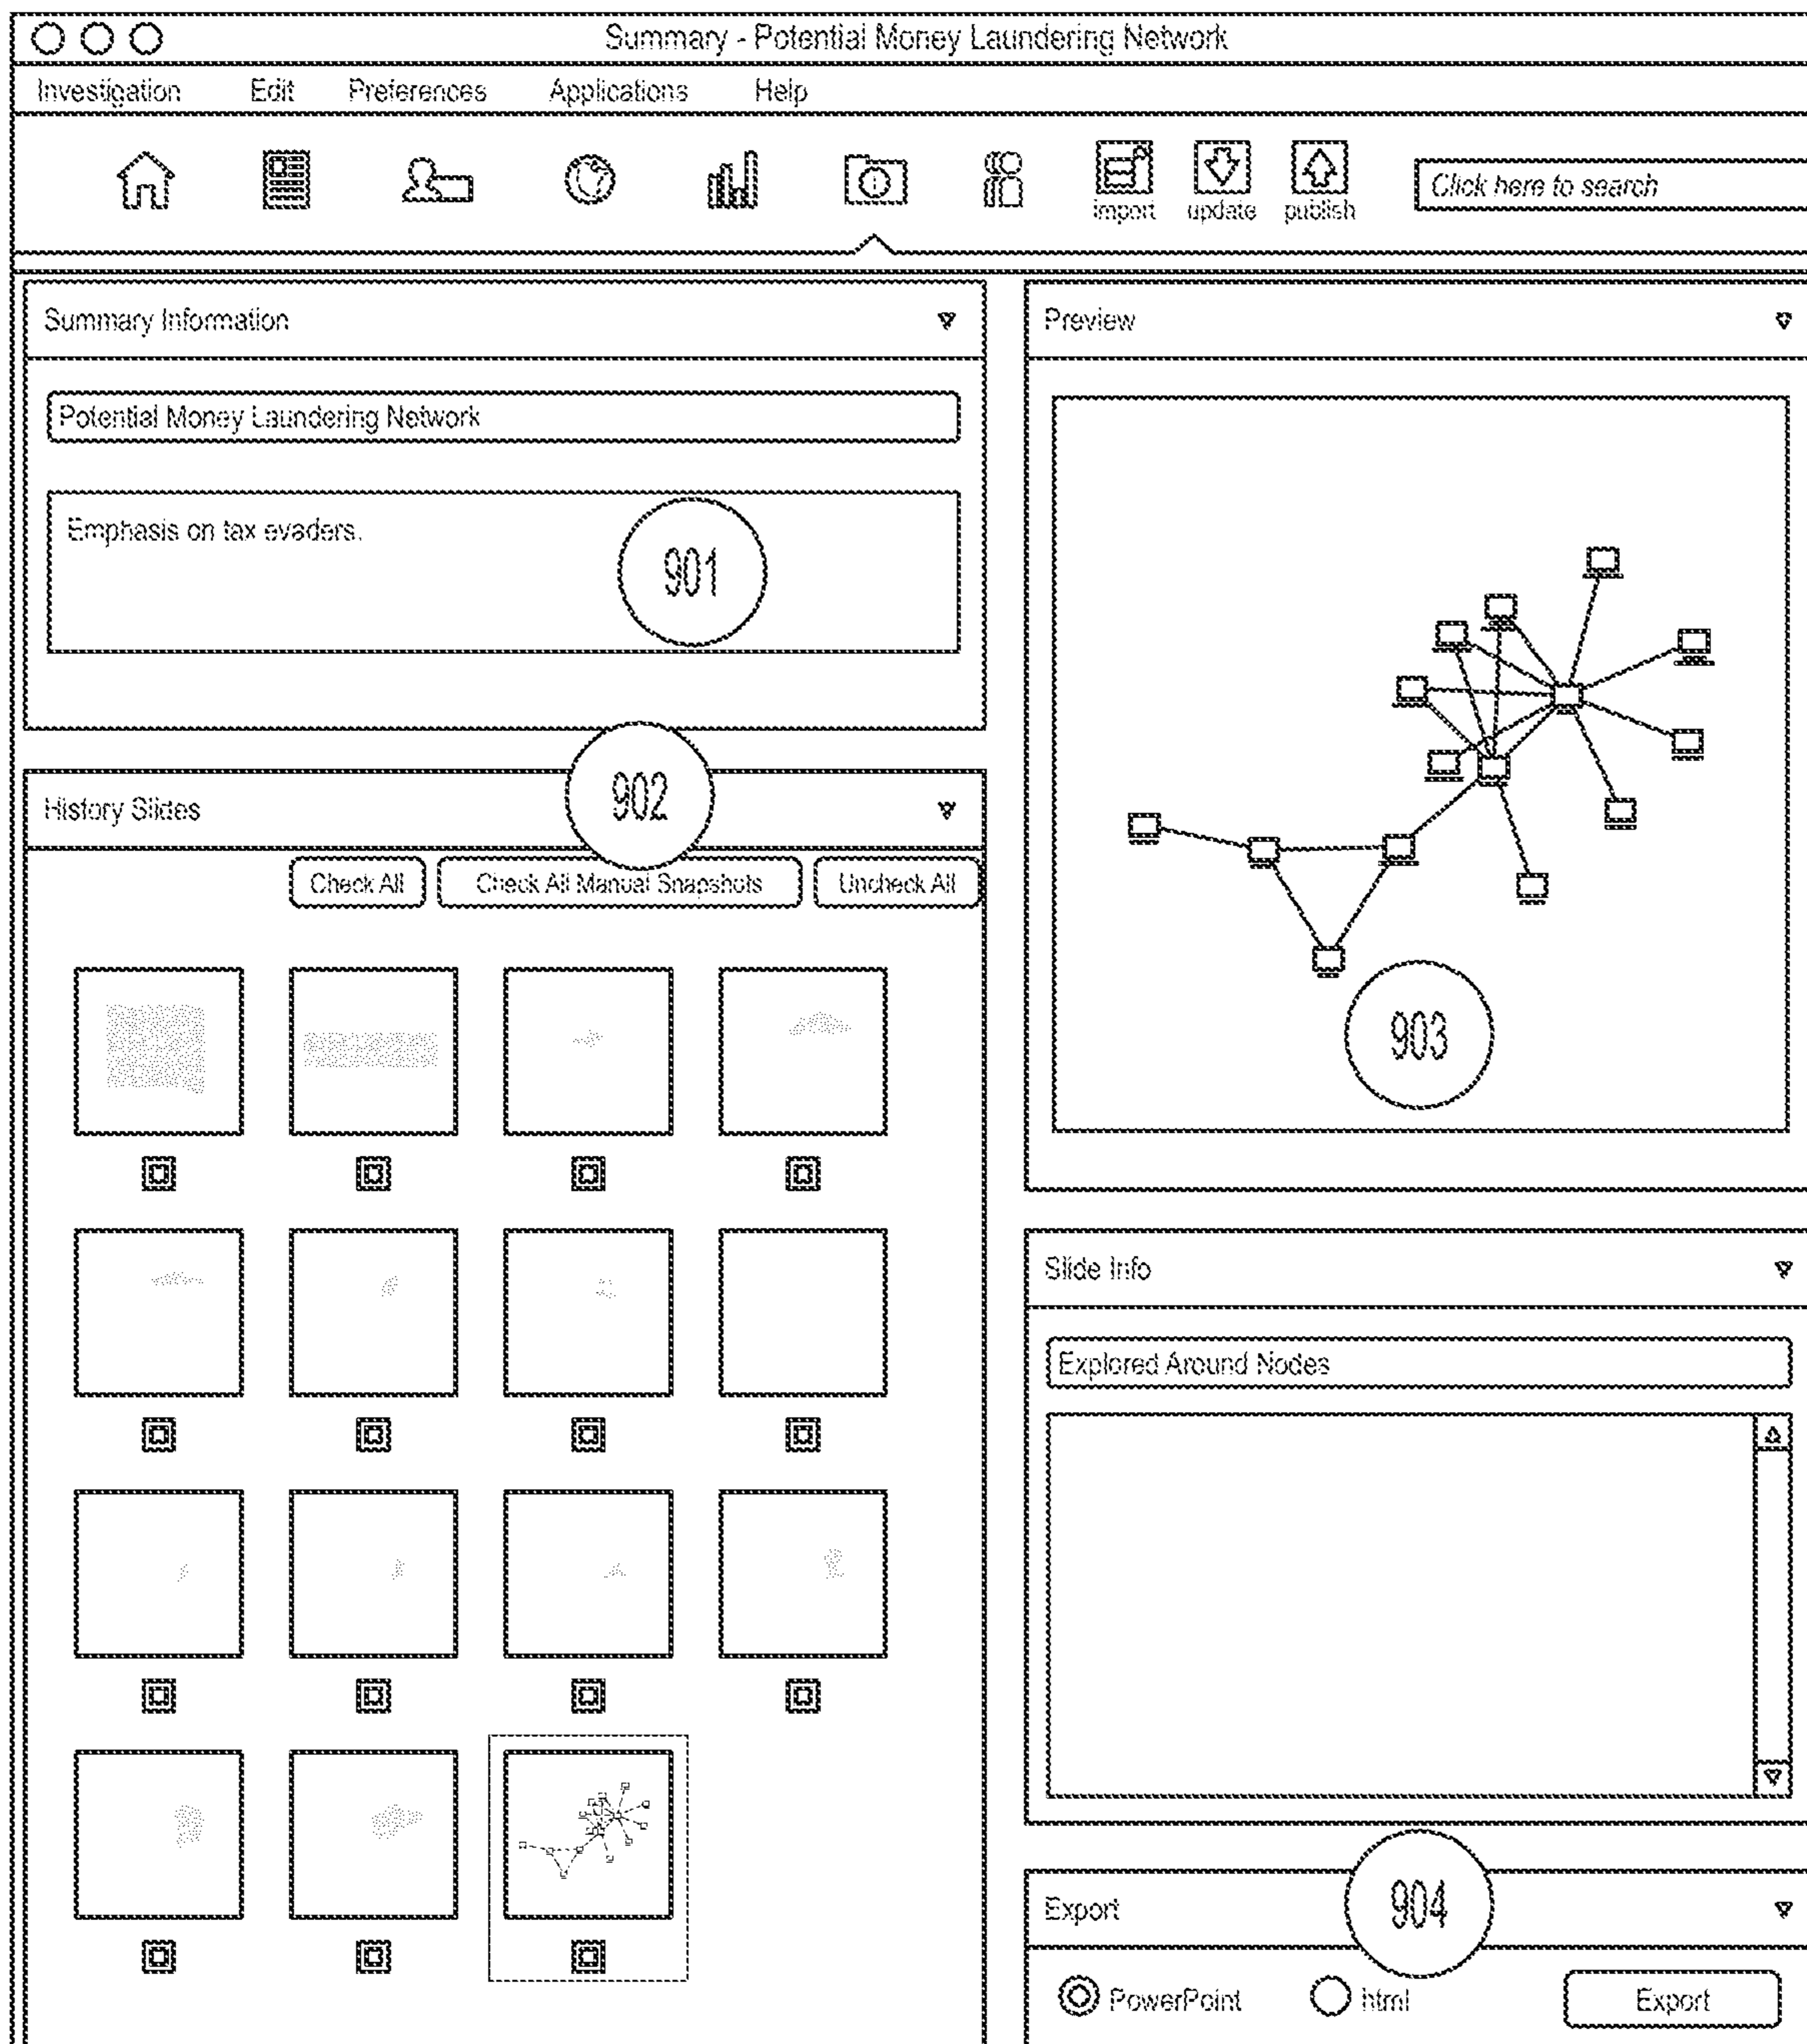 Summary - Potential Money Laundering Network
Investigation Edit Preferences Applications Help
import update publish
Click here to search
Summary Information
Potential Money Laundering Network
Emphasis on tax evaders.
901
902
History Slides
Check All Check All Manual Snapshots Uncheck All
Preview
903
Slide Info
Explored Around Nodes
904
Export
PowerPoint html Export